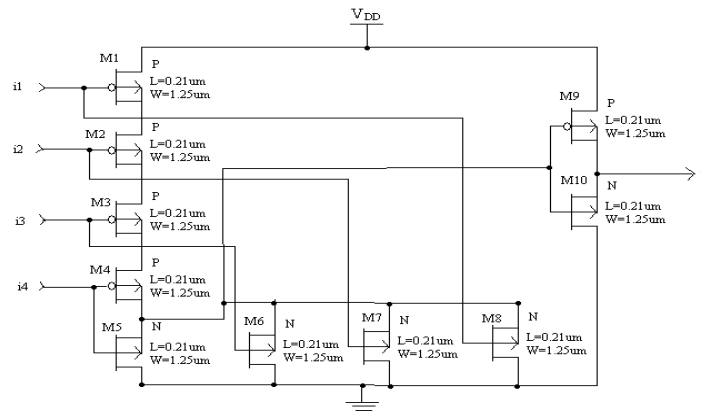 VDD
M1
P
i1
L=0.21um
W=1.25um
M9
P
L=0.21um
W=1.25um
M2
P
i2
L=0.21um
W=1.25um
M10
N
L=0.21um
W=1.25um
M3
P
i3
L=0.21um
W=1.25um
M4
P
i4
L=0.21um
W=1.25um
M5
N
L=0.21um
W=1.25um
M6
N
L=0.21um
W=1.25um
M7
N
L=0.21um
W=1.25um
M8
N
L=0.21um
W=1.25um